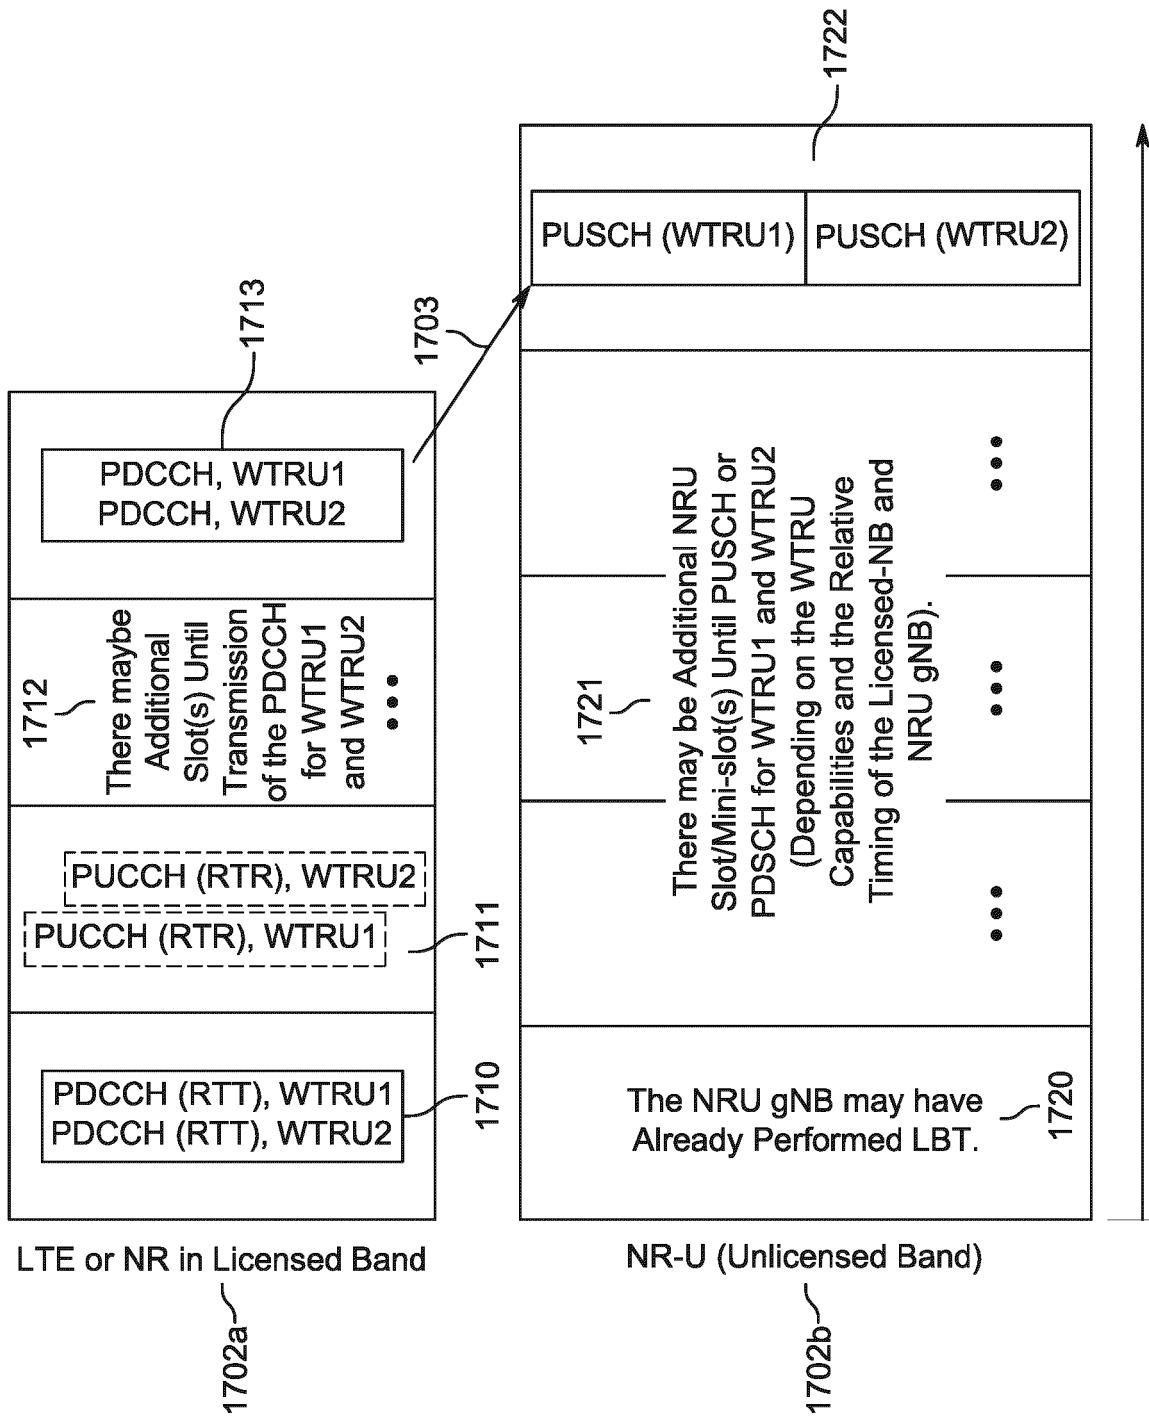 1702a
LTE or NR in Licensed Band
PDCCH (RTT), WTRU1
PDCCH (RTT), WTRU2
1710
PUCCH (RTR), WTRU1
PUCCH (RTR), WTRU2
1711
1712
There maybe
Additional
Slot(s) Until
Transmission
of the PDCCH
for WTRU1
and WTRU2
•••
PDCCH, WTRU1
PDCCH, WTRU2
1713
1703
1702b
NR-U (Unlicensed Band)
The NRU gNB may have
Already Performed LBT.
1720
1721
There may be Additional NRU
Slot/Mini-slot(s) Until PUSCH or
PDSCH for WTRU1 and WTRU2
(Depending on the WTRU
Capabilities and the Relative
Timing of the Licensed-NB and
NRU gNB).
•••
•••
•••
PUSCH (WTRU1)
PUSCH (WTRU2)
1722